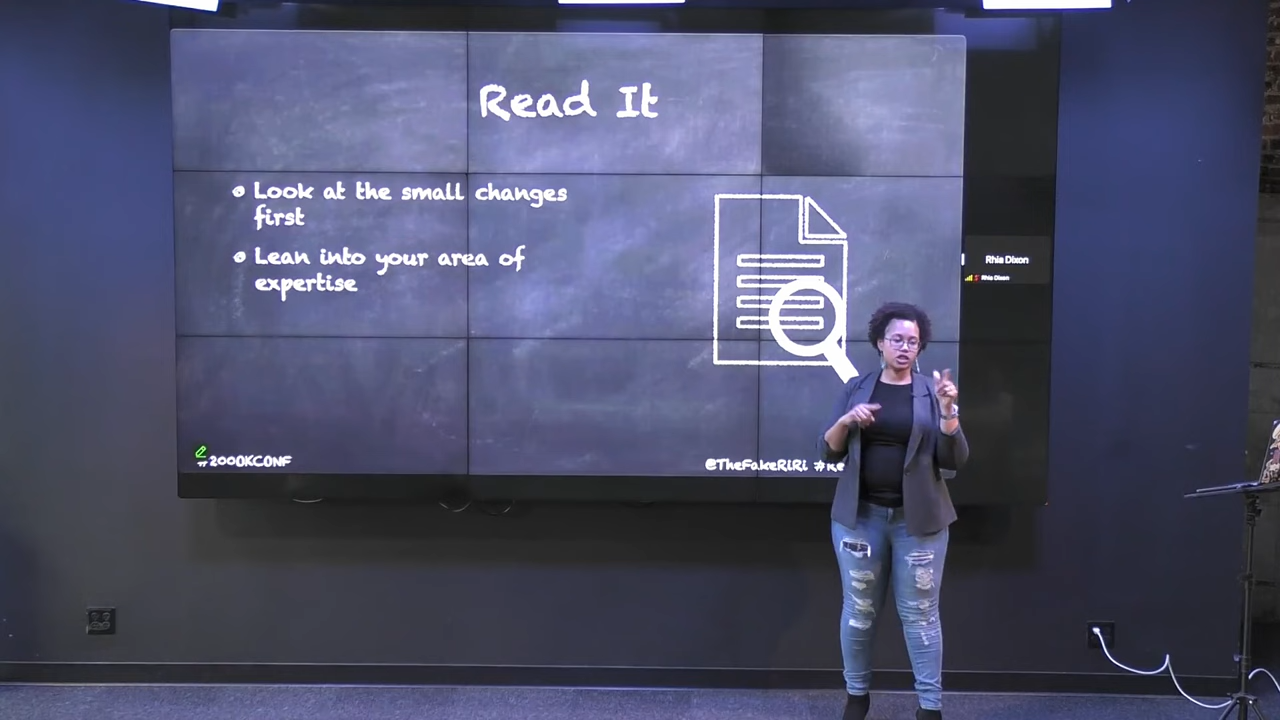 Read It
Look at the small changes
first
Lean into your area of
expertise
Rhia Dixon
Rhia Dixon
#200OKCONF
@TheFakeRiRi